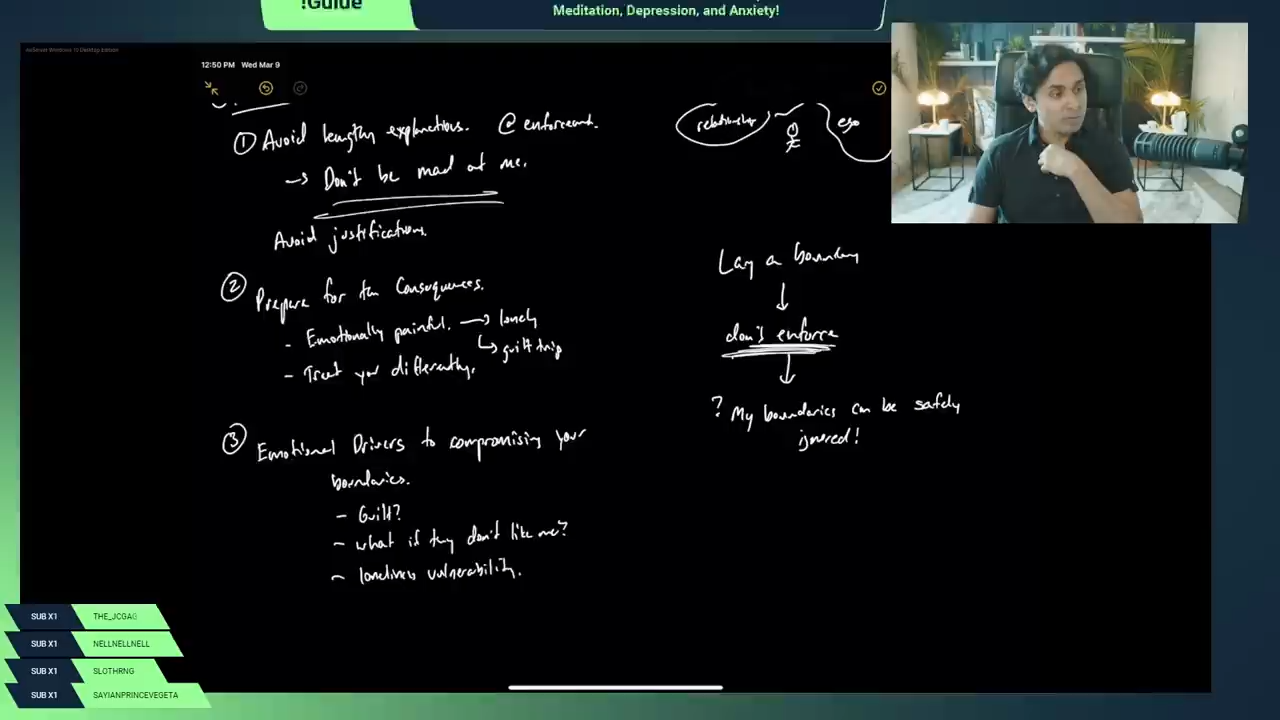 !Guide
Meditation, Depression, and Anxiety!
12:50 PM Wed Mar 9
① Avoid lengthy explanations. @ enforcement.
→ Don't be mad at me.
Avoid justifications.
② Prepare for the Consequences.
- Emotionally painful. → lonely
↳ guilt trip
- Treat you differently.
③ Emotional Drivers to compromising your
boundaries.
- Guilt?
- what if they don't like me?
- loneliness vulnerability.
relationship
ego
Lay a boundary
↓
don't enforce
↓
? My boundaries can be safely
ignored!
SUB X1 THE_JCGAG
SUB X1 NELLNELLNELL
SUB X1 SLOTHRNG
SUB X1 SAYIANPRINCEVEGETA